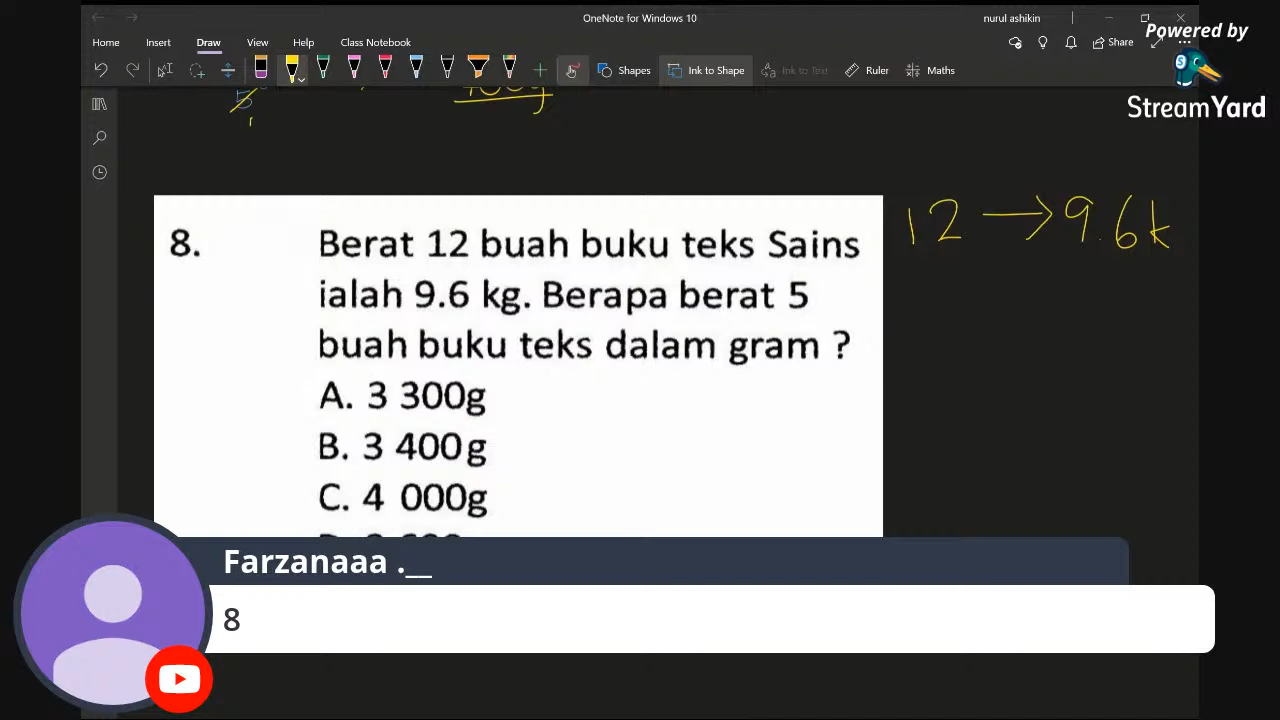 OneNote for Windows 10
nurul ashikin
Powered by
Home
Insert
Draw
View
Help
Class Notebook
Share
Shapes
Ink to Shape
Ink to Text
Ruler
Maths
StreamYard
5
8.
Berat 12 buah buku teks Sains
ialah 9.6 kg. Berapa berat 5
buah buku teks dalam gram ?
A. 3 300g
B. 3 400g
C. 4 000g
12 → 9.6k
Farzanaaa .__
8